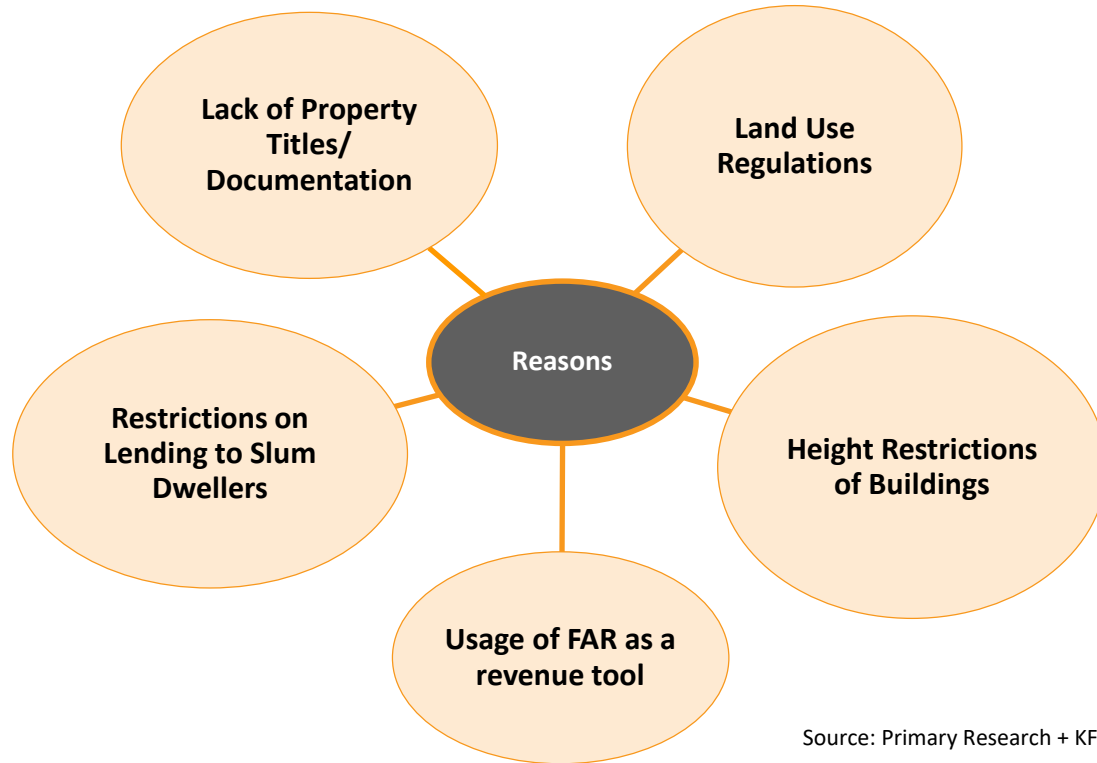 Lack of Property
Titles/
Documentation
Land Use
Regulations
Reasons
Restrictions on
Lending to Slum
Dwellers
Height Restrictions
of Buildings
Usage of FAR as a
revenue tool
Source: Primary Research + KF